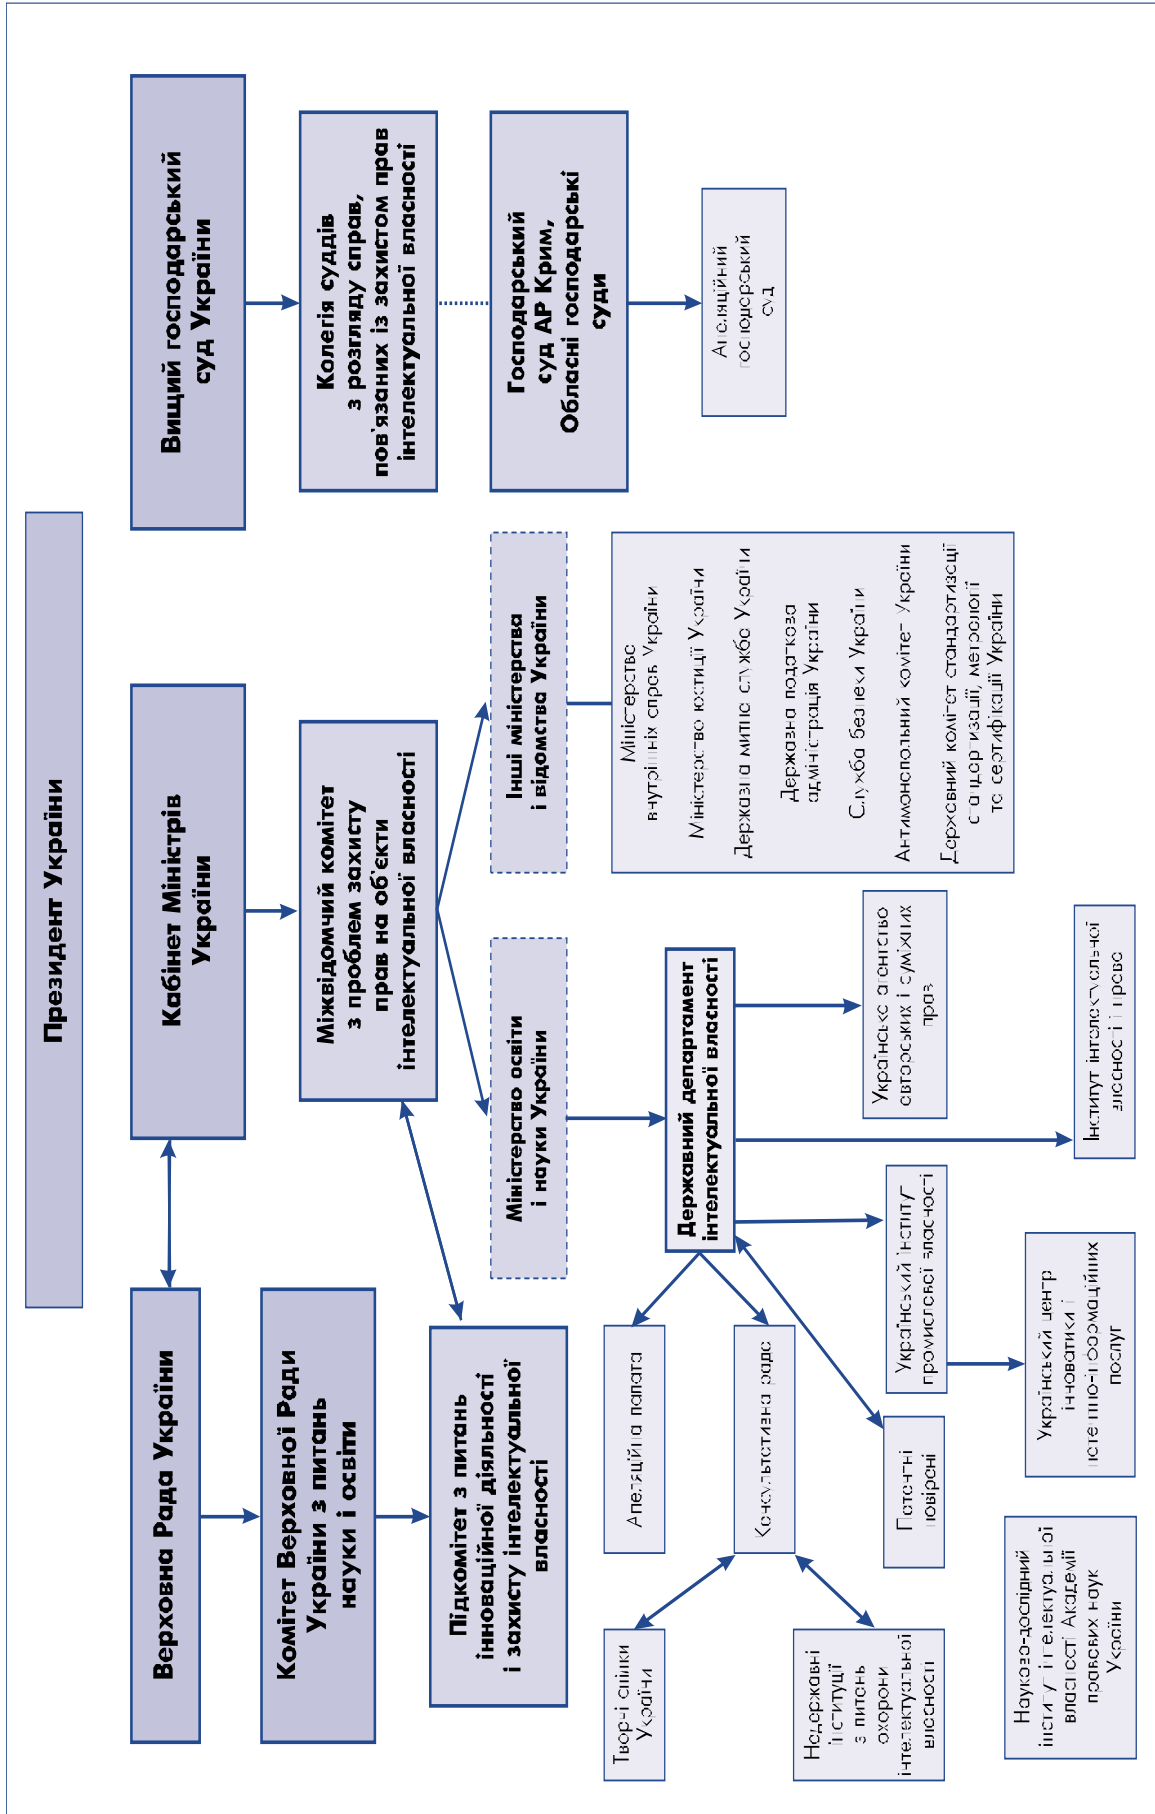 Президент України
Верховна Рада України
Кабінет Міністрів
України
Вищий господарський
суд України
Комітет Верховної Ради
України з питань
науки і освіти
Міжвідомчий комітет
з проблем захисту
прав на об`єкти
інтелектуальної власності
Колегія суддів
з розгляду справ,
пов`язаних із захистом прав
інтелектуальної власності
Підкомітет з питань
інноваційної діяльності
і захисту інтелектуальної
власності
Міністерство освіти
і науки України
Інші міністерства
і відомства України
Господарський
суд АР Крим,
Обласні господарські
суди
Творчі спілки
України
Апеляційна палата
Державний департамент
інтелектуальної власності
Міністерство
внутрішніх справ України
Міністерство юстиції України
Державна митна служба України
Державна податкова
адміністрація України
Служба безпеки України
Антимонопольний комітет України
Державний комітет стандартизації
стандартизації, метрології
та сертифікації України
Апеляційний
господарський
суд
Недержавні
інституції
з питань
охорони
інтелектуальної
власності
Консультативна рада
Патентні
повірені
Український інститут
промислової власності
Українське агентство
авторських і суміжних
прав
Науково-дослідний
інститут інтелектуальної
власності Академії
правових наук
України
Український центр
інноватики і
патентно-інформаційних
послуг
Інститут інтелектуальної
власності і права